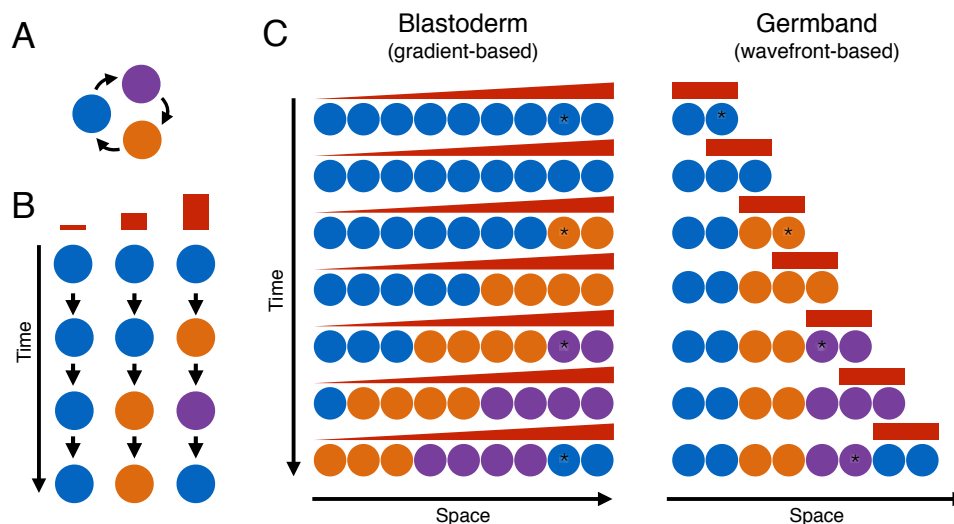 A
B
Time
C
Blastoderm
(gradient-based)
Time
*
*
*
*
Space
Germband
(wavefront-based)
*
*
*
*
Space